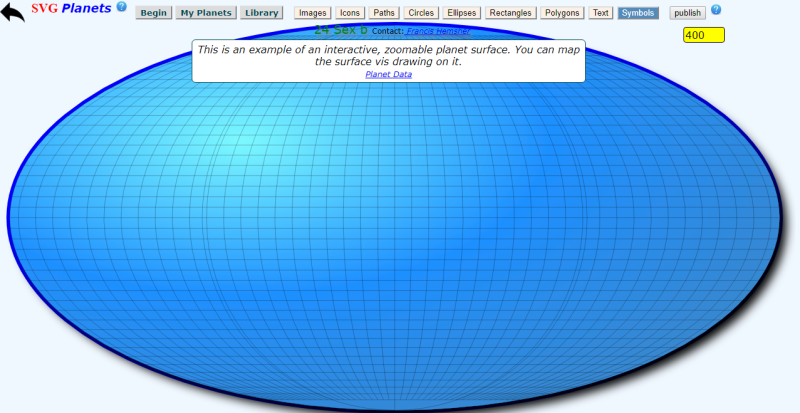 SVG Planets ?
Begin My Planets Library
Images Icons Paths Circles Ellipses Rectangles Polygons Text Symbols publish ?
24 Sex b Contact: Francis Hemsher
400
This is an example of an interactive, zoomable planet surface. You can map
the surface vis drawing on it.
Planet Data